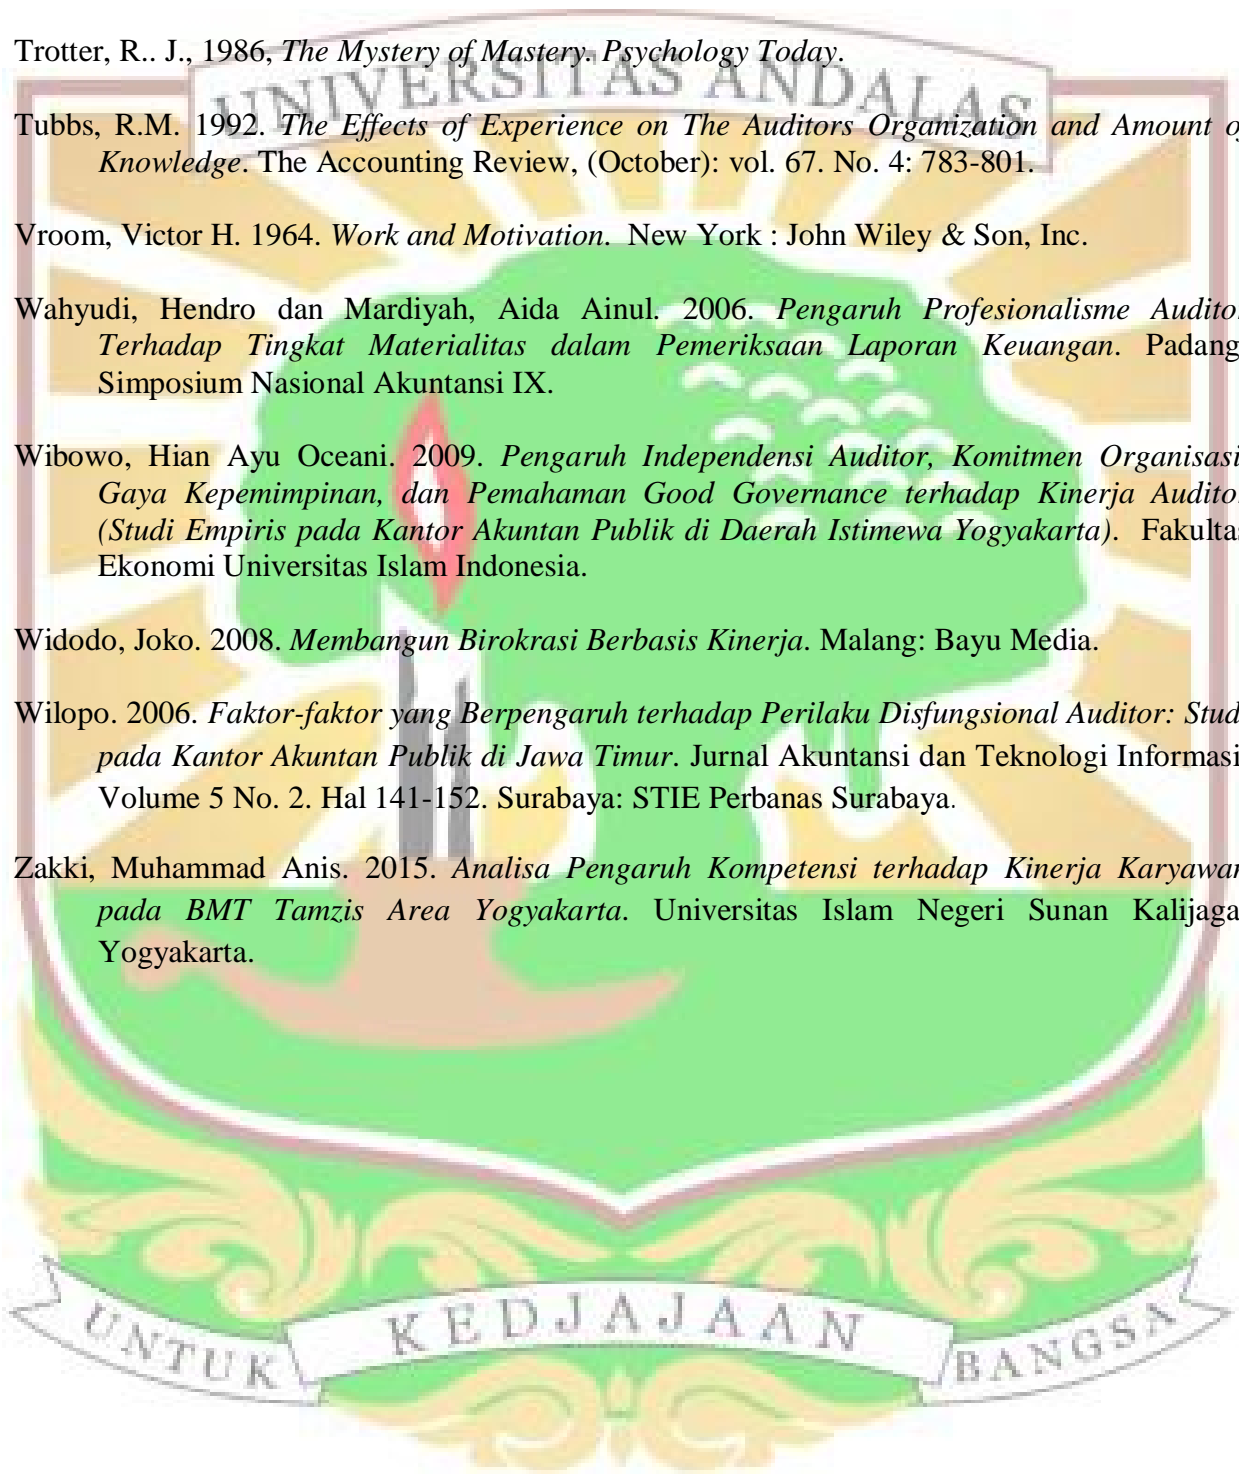 Trotter, R.. J., 1986, The Mystery of Mastery. Psychology Today.
UNIVERSITAS ANDALAS
Tubbs, R.M. 1992. The Effects of Experience on The Auditors Organization and Amount o
Knowledge. The Accounting Review, (October): vol. 67. No. 4: 783-801.
Vroom, Victor H. 1964. Work and Motivation. New York : John Wiley & Son, Inc.
Wahyudi, Hendro dan Mardiyah, Aida Ainul. 2006. Pengaruh Profesionalisme Audito
Terhadap Tingkat Materialitas dalam Pemeriksaan Laporan Keuangan. Padang
Simposium Nasional Akuntansi IX.
Wibowo, Hian Ayu Oceani. 2009. Pengaruh Independensi Auditor, Komitmen Organisasi
Gaya Kepemimpinan, dan Pemahaman Good Governance terhadap Kinerja Audito
(Studi Empiris pada Kantor Akuntan Publik di Daerah Istimewa Yogyakarta). Fakultas
Ekonomi Universitas Islam Indonesia.
Widodo, Joko. 2008. Membangun Birokrasi Berbasis Kinerja. Malang: Bayu Media.
Wilopo. 2006. Faktor-faktor yang Berpengaruh terhadap Perilaku Disfungsional Auditor: Stud
pada Kantor Akuntan Publik di Jawa Timur. Jurnal Akuntansi dan Teknologi Informasi
Volume 5 No. 2. Hal 141-152. Surabaya: STIE Perbanas Surabaya.
Zakki, Muhammad Anis. 2015. Analisa Pengaruh Kompetensi terhadap Kinerja Karyawan
pada BMT Tamzis Area Yogyakarta. Universitas Islam Negeri Sunan Kalijaga
Yogyakarta.
UNTUK KEDJAJAAN BANGSA